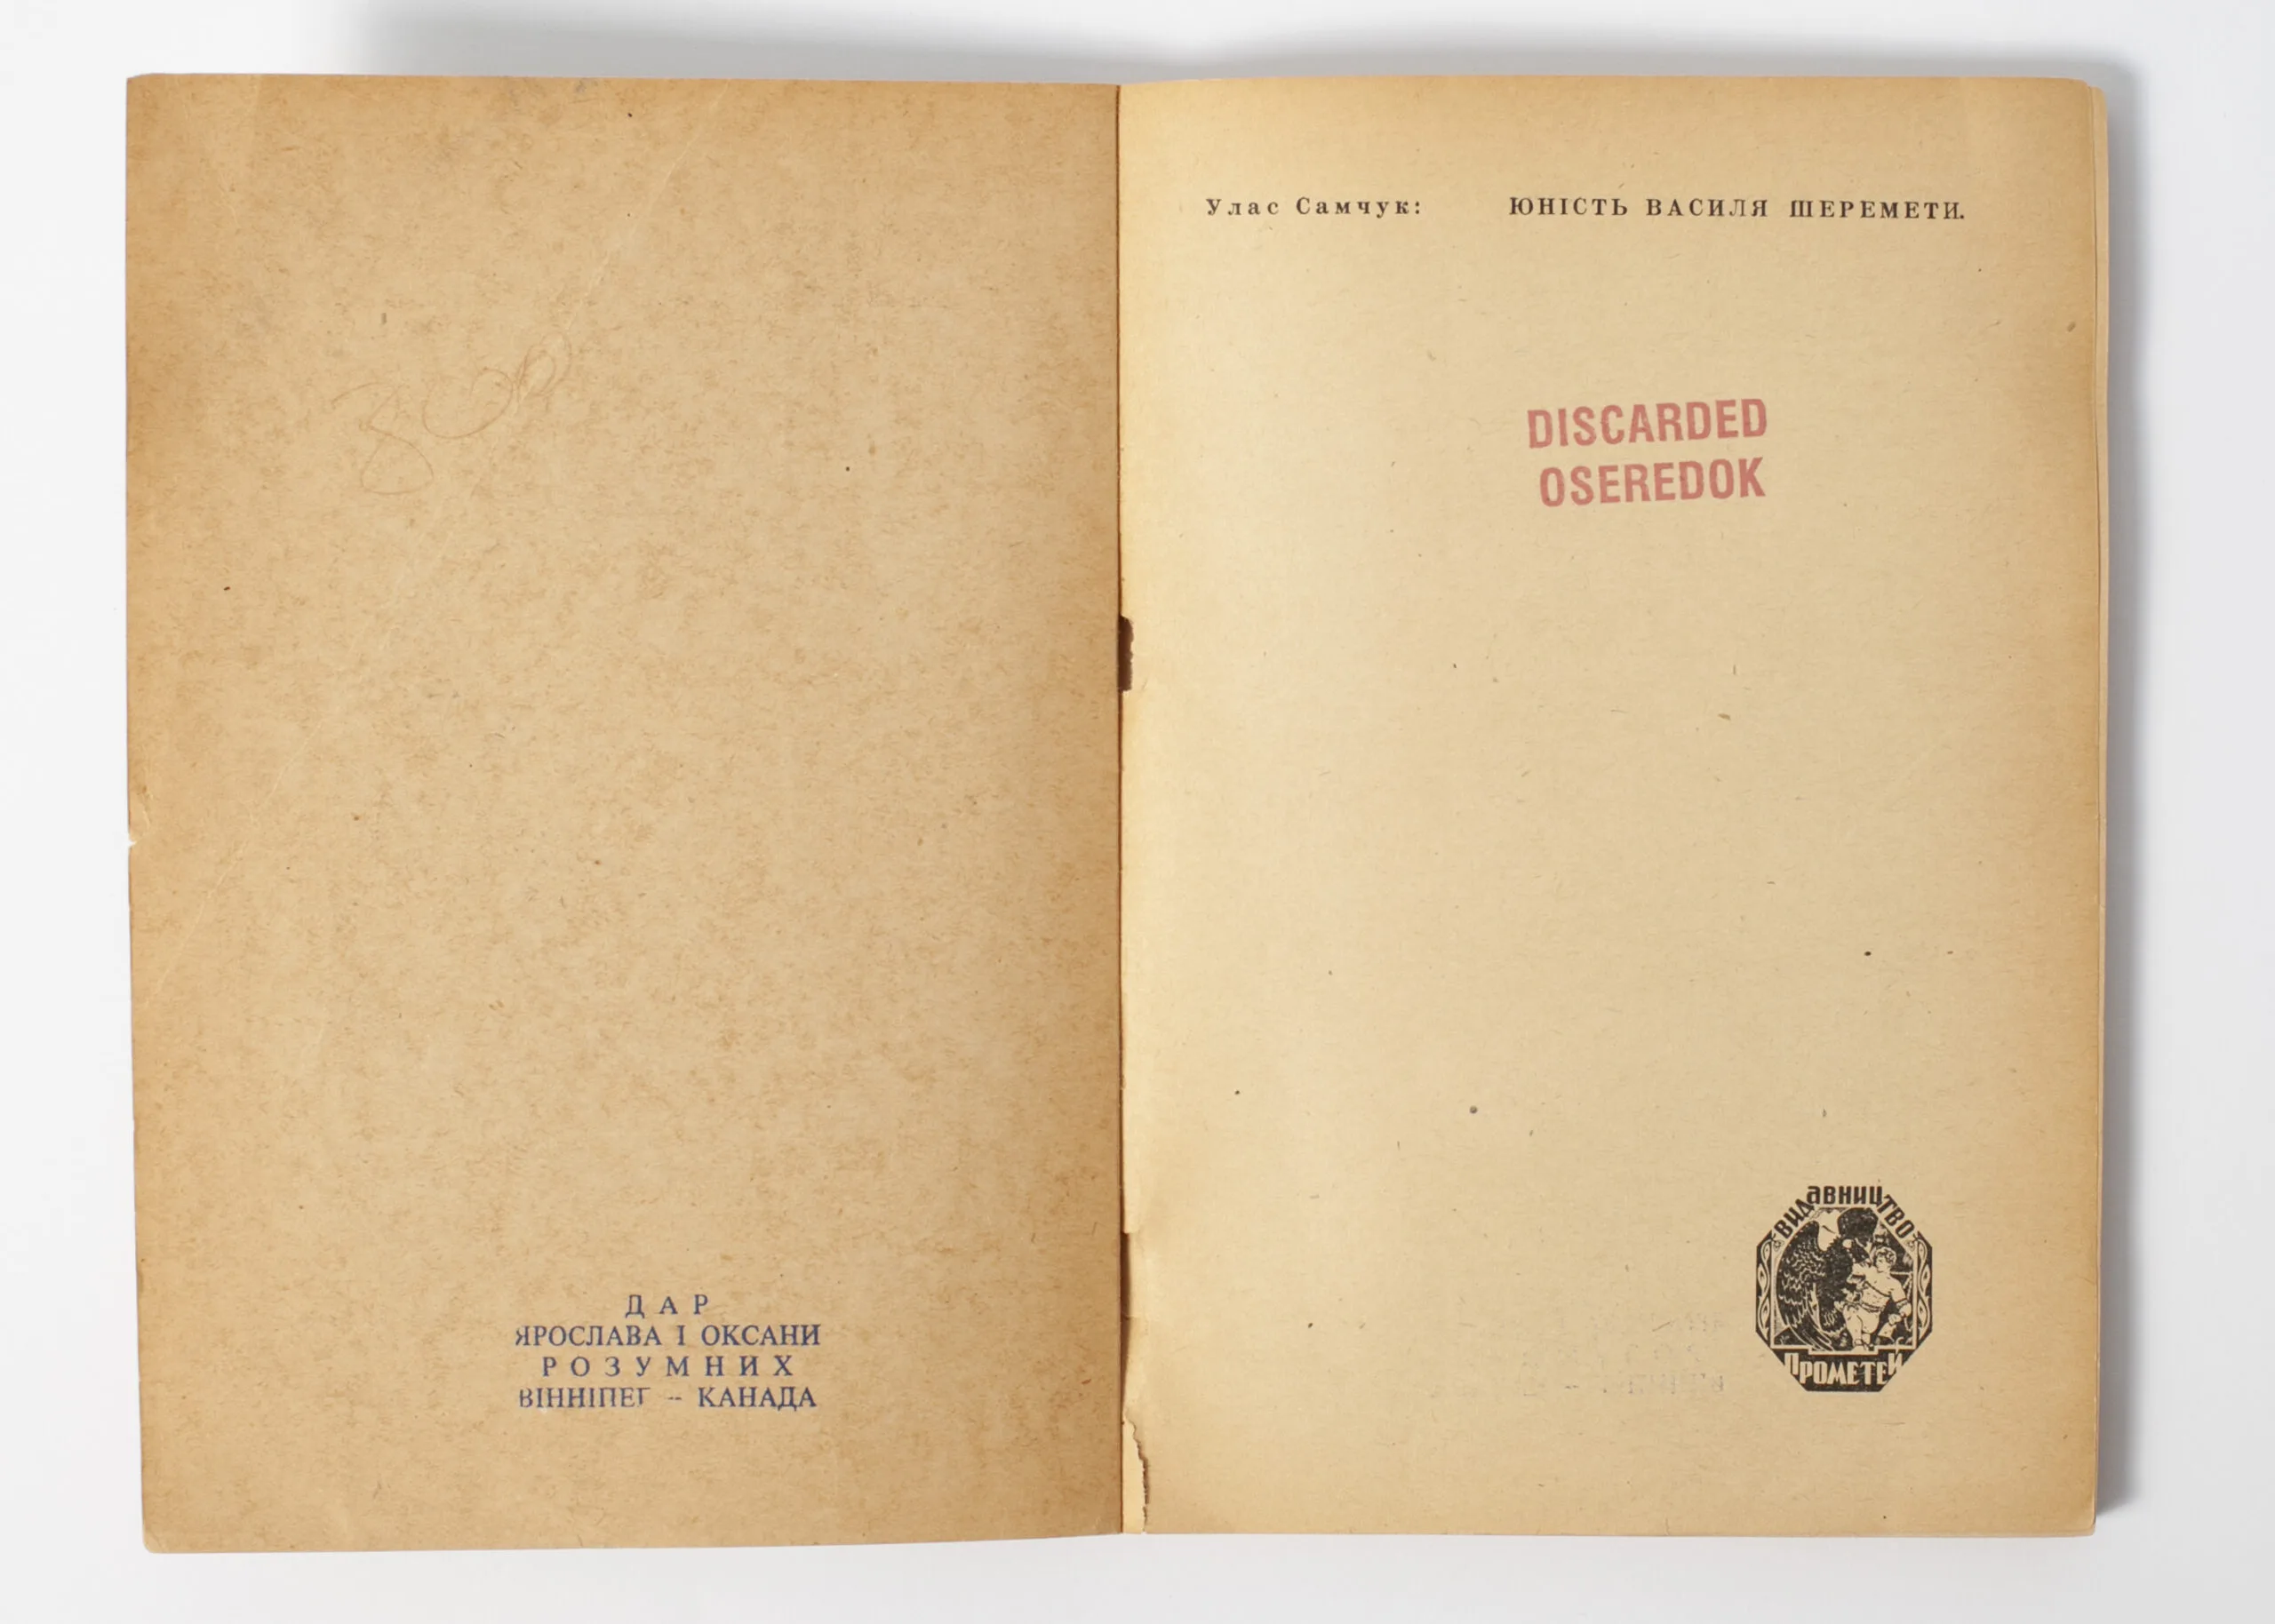 ДАР
ЯРОСЛАВА І ОКСАНИ
РОЗУМНИХ
ВІННІПЕГ - КАНАДА
Улас Самчук: ЮНІСТЬ ВАСИЛЯ ШЕРЕМЕТИ.
DISCARDED
OSEREDOK
ВИДАВНИЦТВО
ПРОМЕТЕЙ